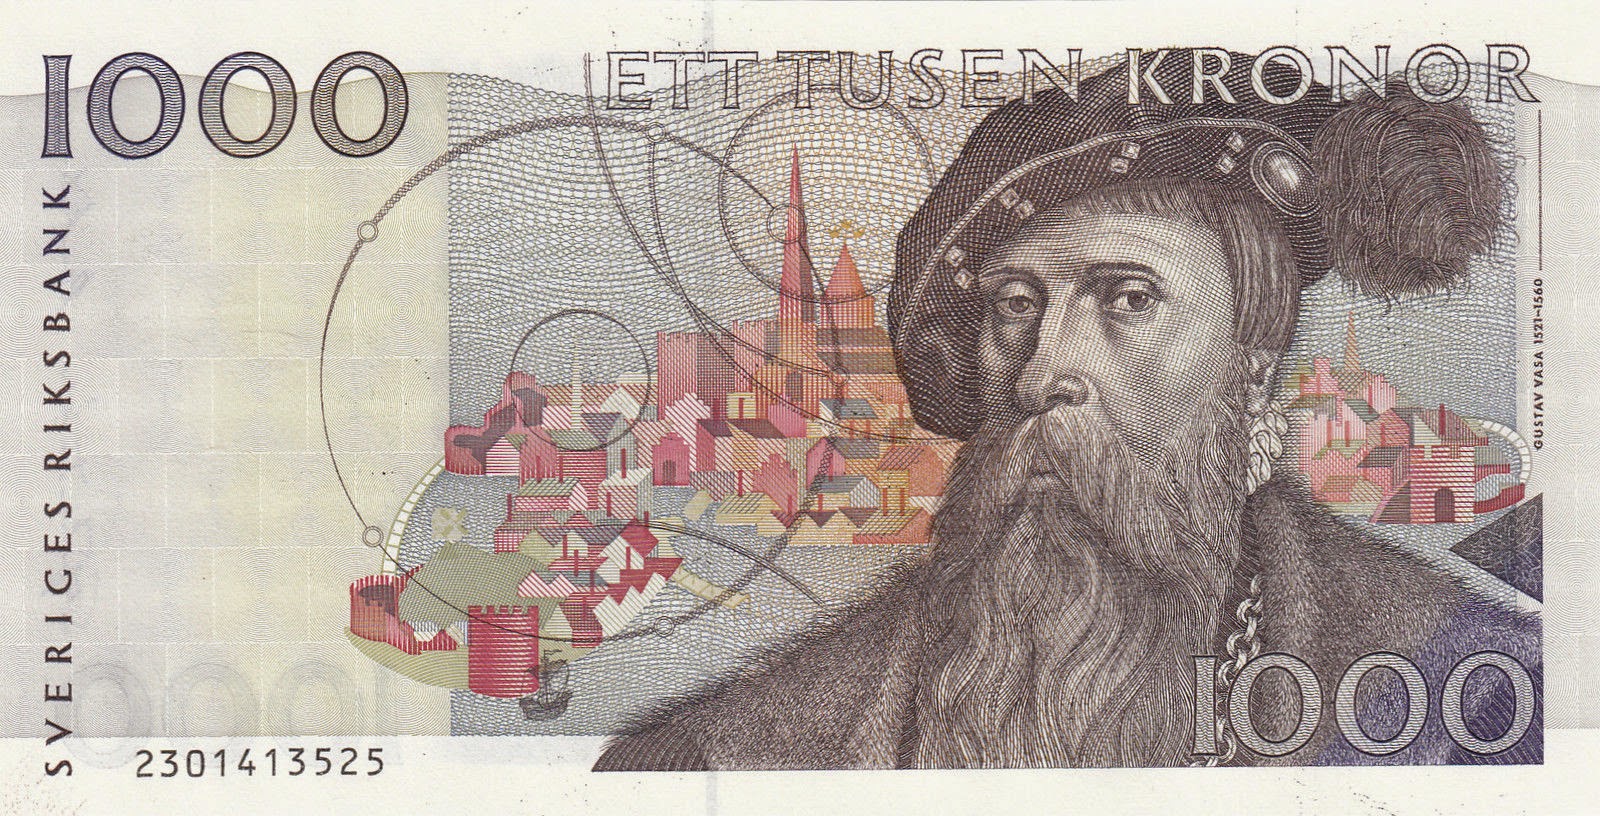 1000
ETT TUSEN KRONOR
SVERIGES RIKSBANK
GUSTAV VASA 1521–1560
1000
2301413525